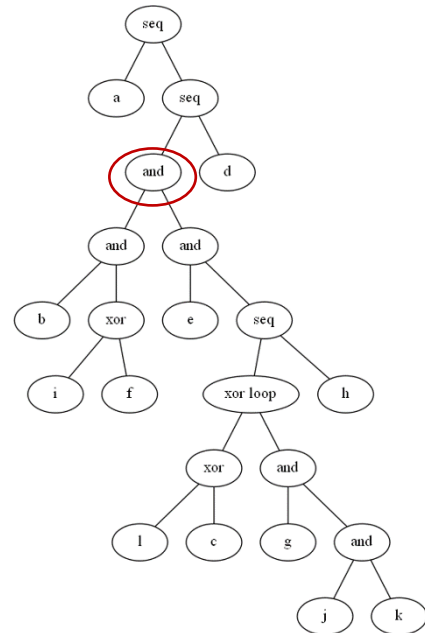 seq
a
seq
and
d
and
and
b
xor
e
seq
i
f
xor loop
h
xor
and
l
c
g
and
j
k